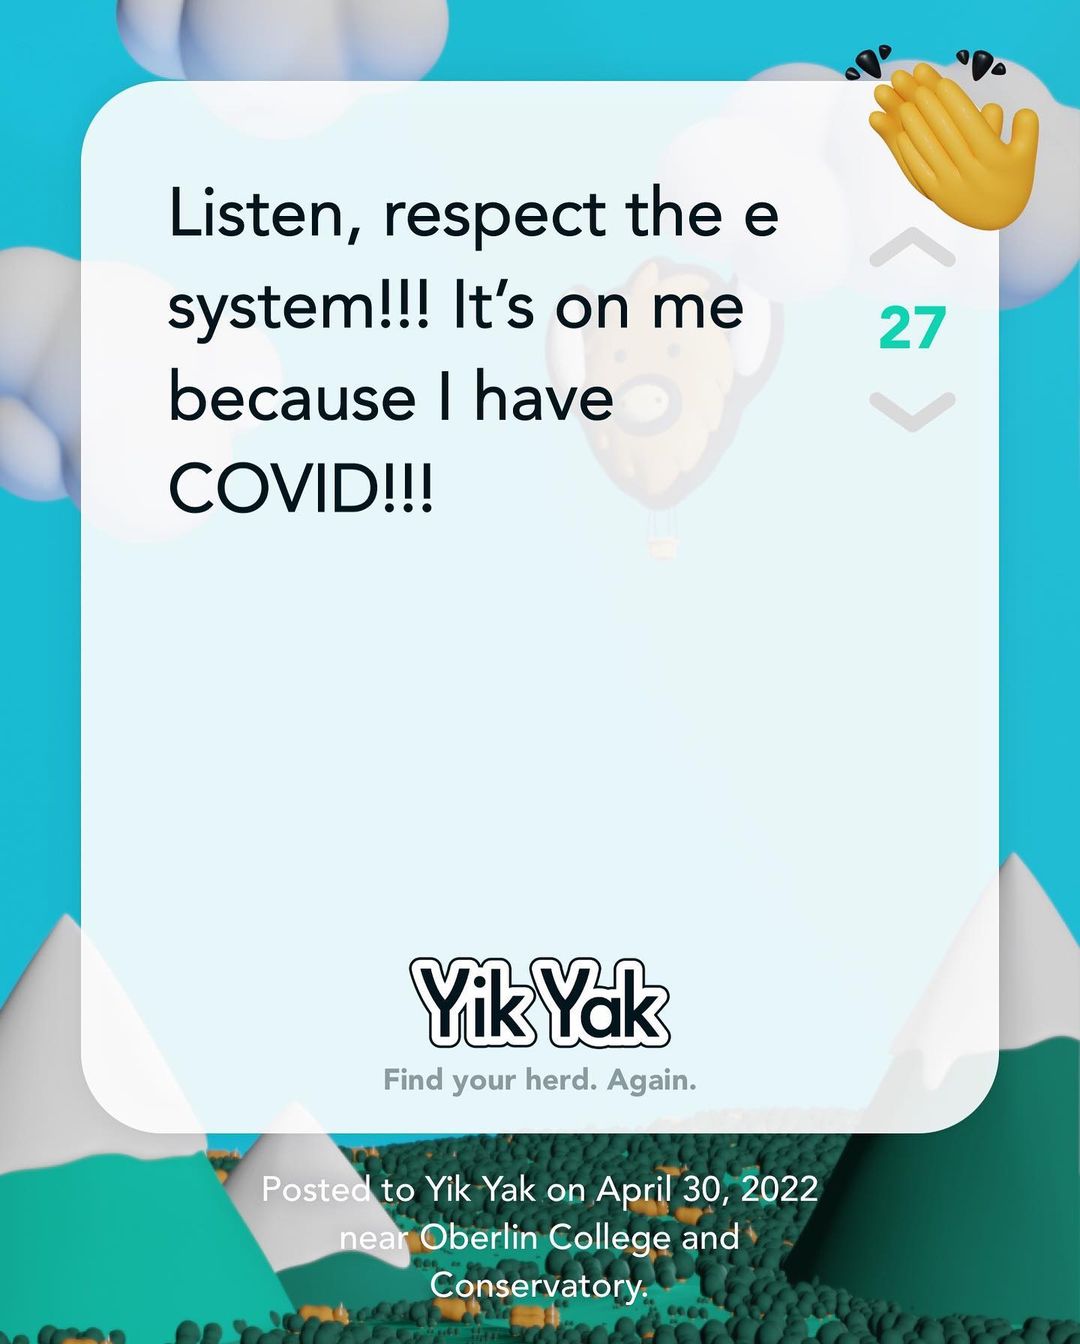 Listen, respect the e
system!!! It’s on me
because I have
COVID!!!
27
Yik Yak
Find your herd. Again.
Posted to Yik Yak on April 30, 2022
near Oberlin College and
Conservatory.